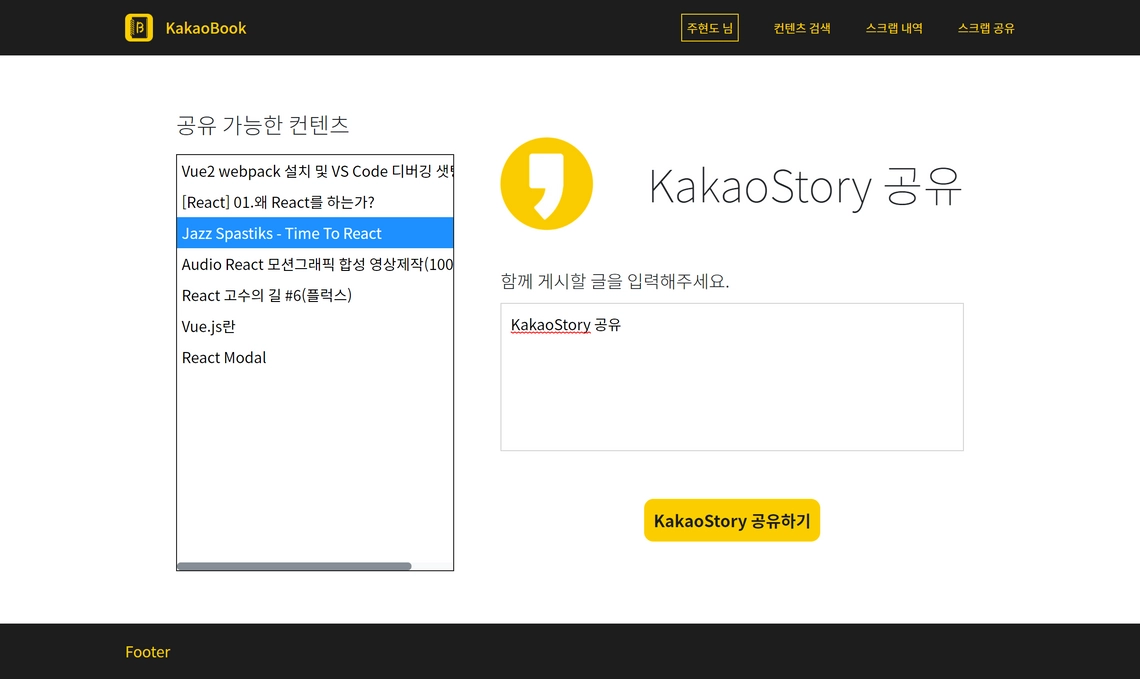 KakaoBook
주현도 님
컨텐츠 검색
스크랩 내역
스크랩 공유
공유 가능한 컨텐츠
Vue2 webpack 설치 및 VS Code 디버깅
[React] 01.왜 React를 하는가?
Jazz Spastiks - Time To React
Audio React 모션그래픽 합성 영상제작(100
React 고수의 길 #6(플럭스)
Vue.js란
React Modal
KakaoStory 공유
함께 게시할 글을 입력해주세요.
KakaoStory 공유
KakaoStory 공유하기
Footer